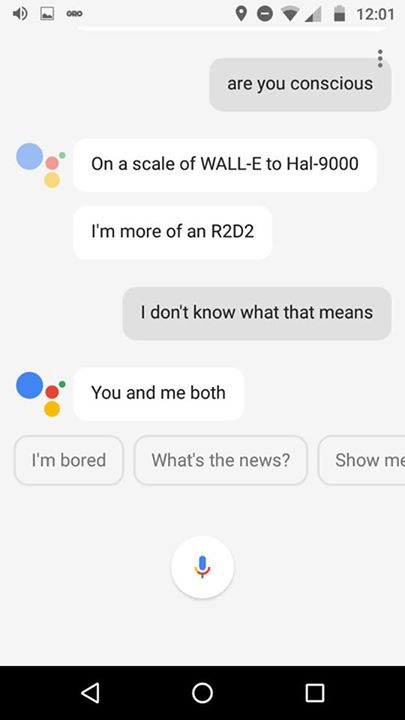 GRO
12:01
are you conscious
On a scale of WALL-E to Hal-9000
I'm more of an R2D2
I don't know what that means
You and me both
I'm bored
What's the news?
Show me